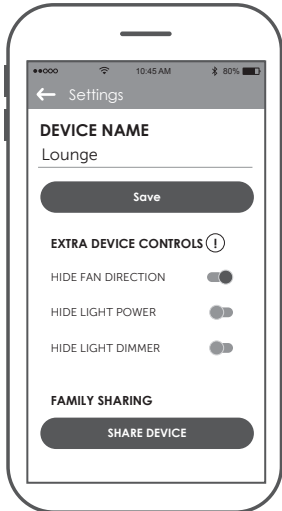 10:45 AM 80%
Settings
DEVICE NAME
Lounge
Save
EXTRA DEVICE CONTROLS !
HIDE FAN DIRECTION
HIDE LIGHT POWER
HIDE LIGHT DIMMER
FAMILY SHARING
SHARE DEVICE